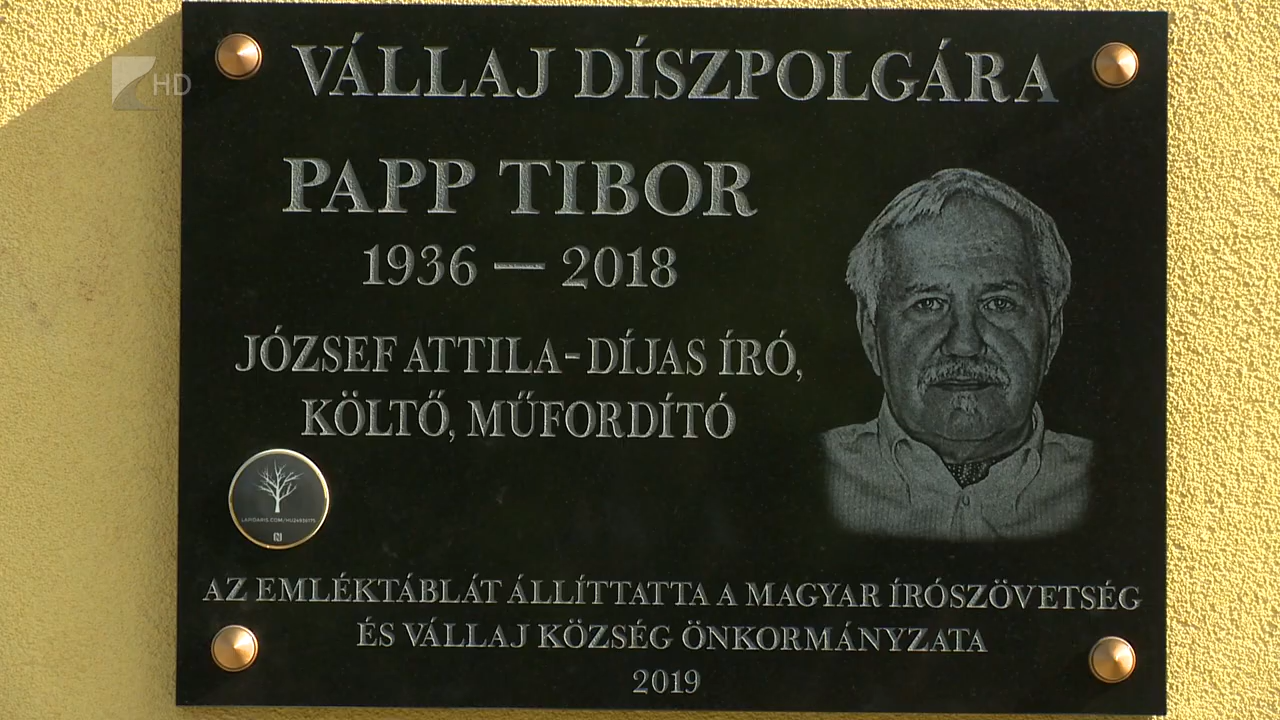 HD
VÁLLAJ DÍSZPOLGÁRA
PAPP TIBOR
1936 — 2018
JÓZSEF ATTILA-DÍJAS ÍRÓ,
KÖLTŐ, MŰFORDÍTÓ
AZ EMLÉKTÁBLÁT ÁLLÍTTATTA A MAGYAR ÍRÓSZÖVETSÉG
ÉS VÁLLAJ KÖZSÉG ÖNKORMÁNYZATA
2019